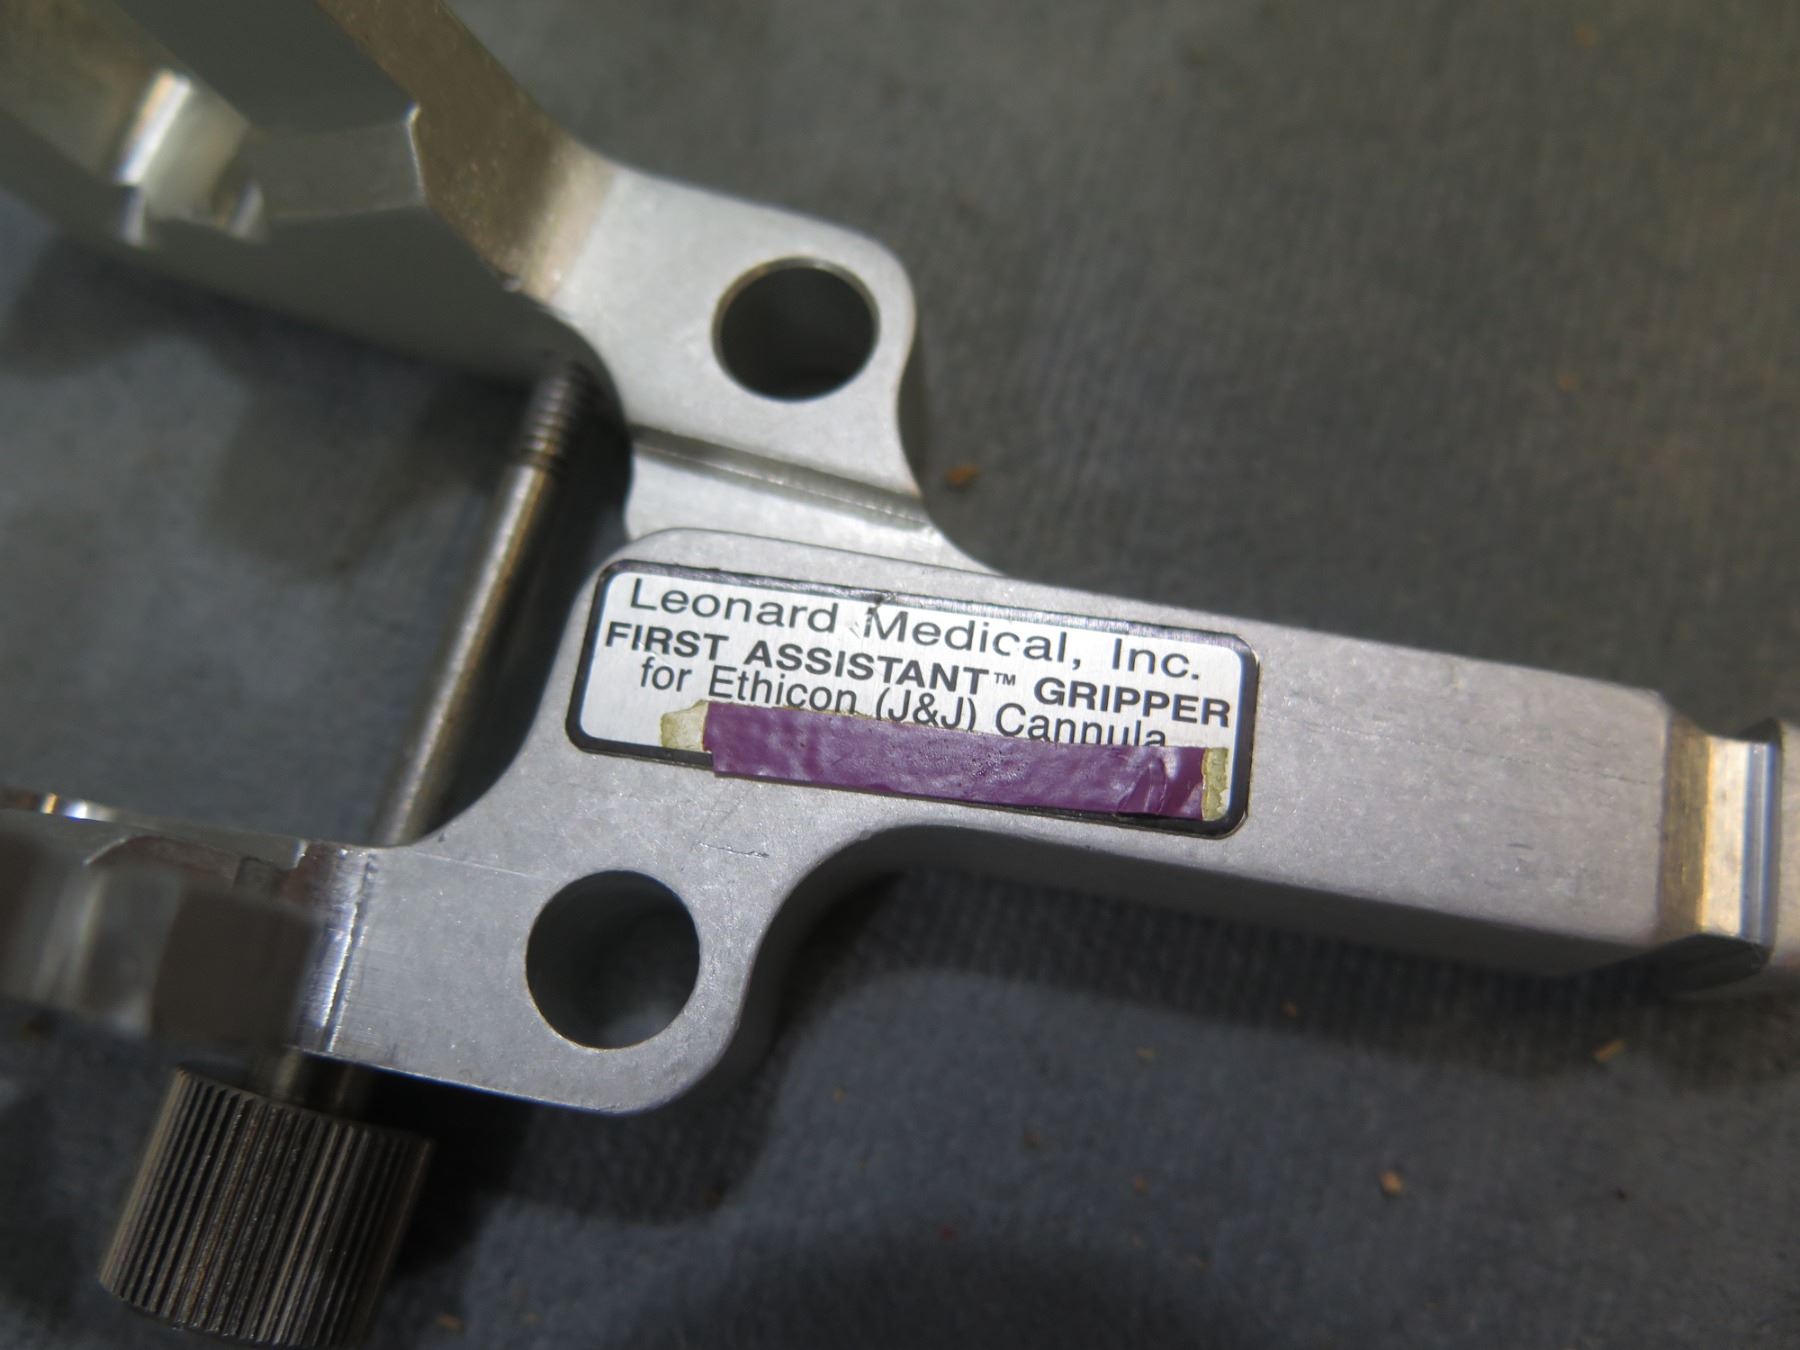 Leonard Medical, Inc.
FIRST ASSISTANT™ GRIPPER
for Ethicon (J&J) Cannula